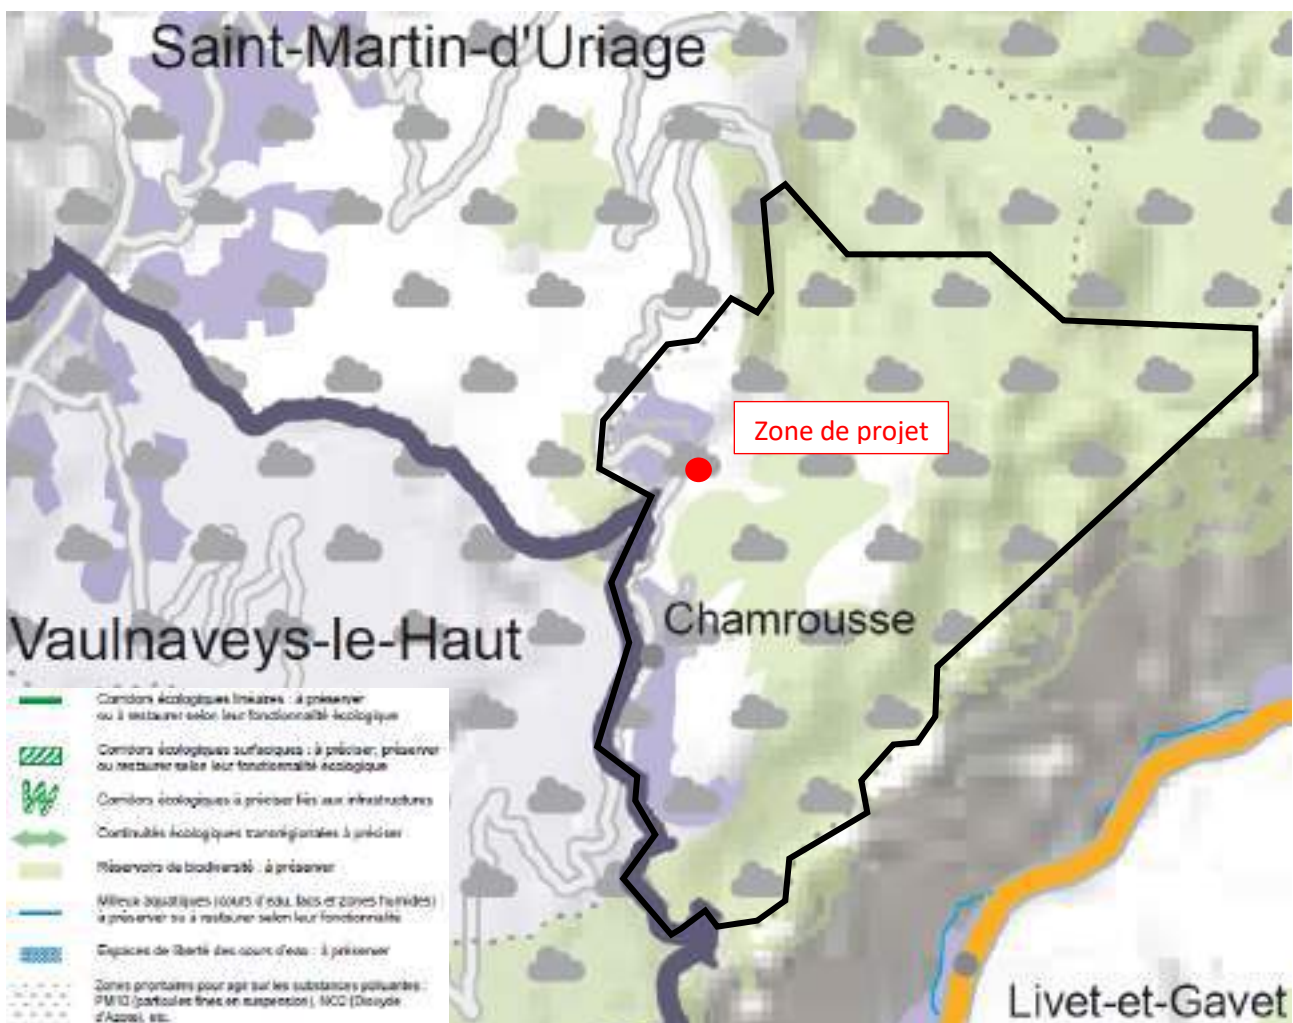 Saint-Martin-d'Uriage
Zone de projet
Chamrousse
Vaulnaveys-le-Haut
Corridors écologiques linéaires : à préserver
ou à restaurer selon leur fonctionnalité écologique
Corridors écologiques surfaciques : à préciser, préserver
ou restaurer selon leur fonctionnalité écologique
Corridors écologiques à préciser liés aux infrastructures
Continuités écologiques transrégionales à préciser
Réservoirs de biodiversité : à préserver
Milieux aquatiques (cours d'eau, lacs et zones humides)
à préserver ou à restaurer selon leur fonctionnalité
Espaces de liberté des cours d'eau : à préserver
Zones prioritaires pour agir sur les substances polluantes :
PM10 (particules fines en suspension), NO2 (Dioxyde
d'Azote), etc.
Livet-et-Gavet